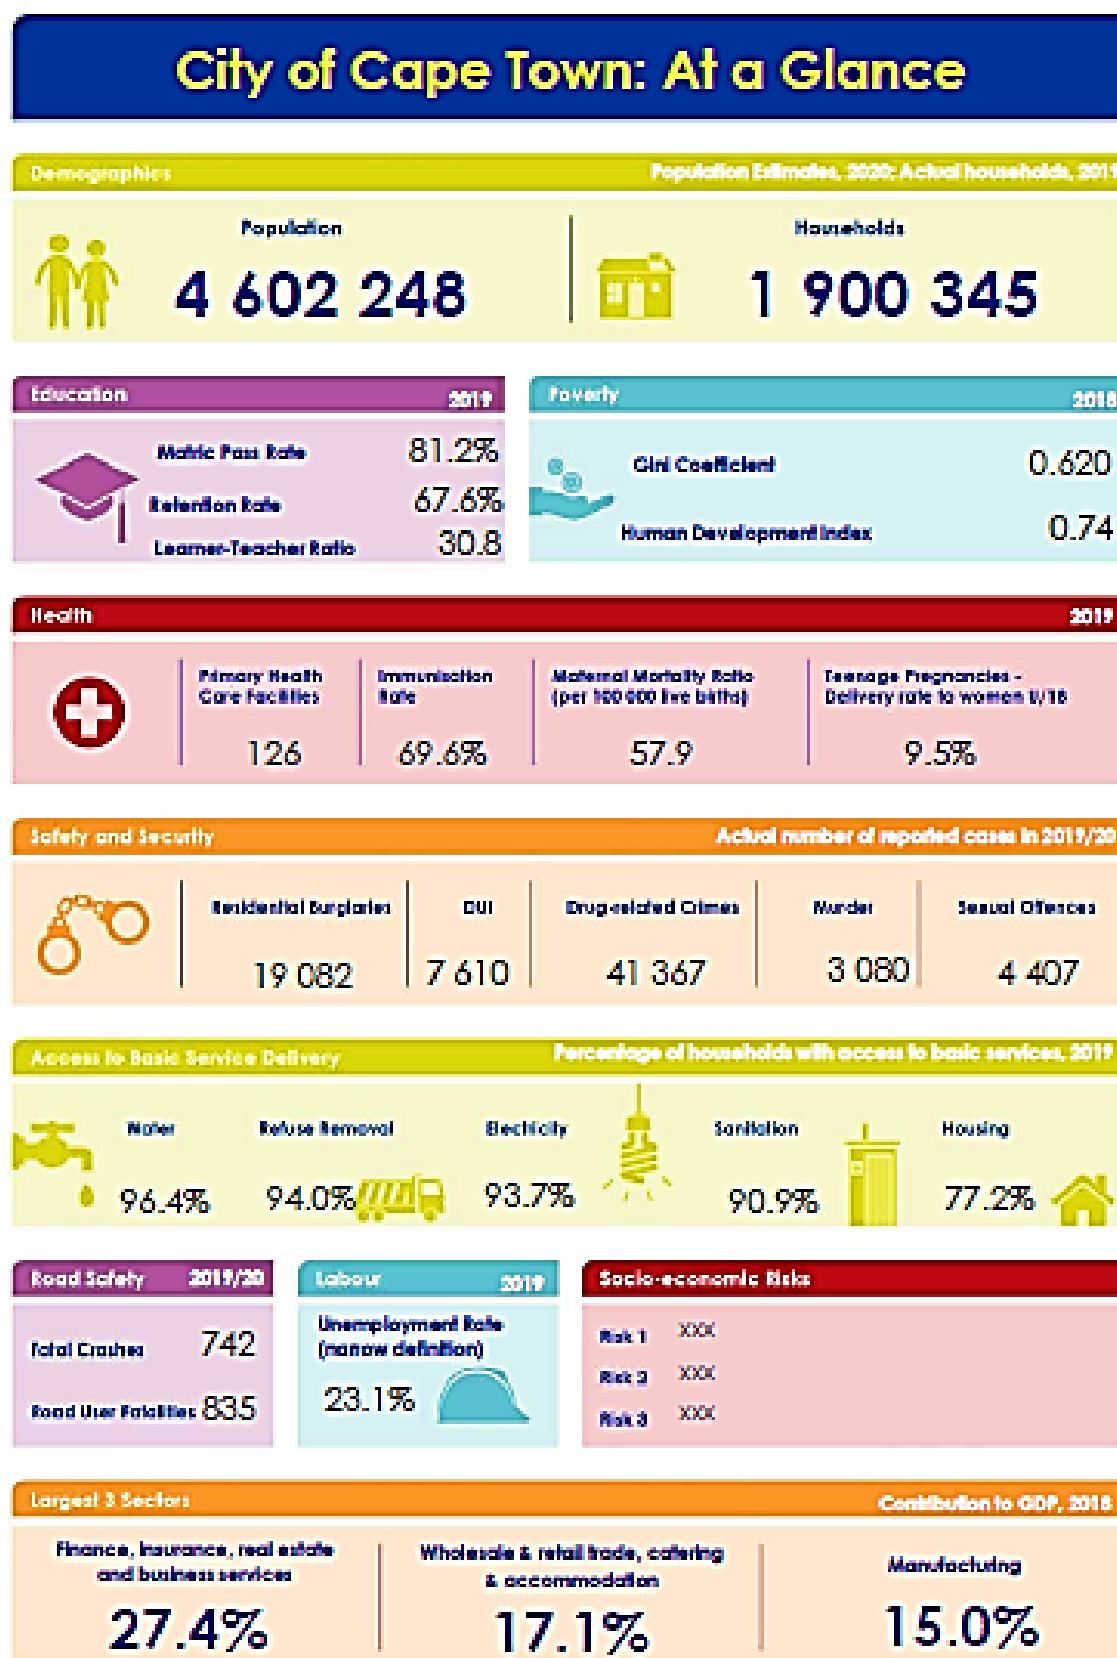 City of Cape Town: At a Glance
Demographics
Population Estimates, 2020; Actual households, 2019
Population
Households
4 602 248
1 900 345
Education 2019
Matric Pass Rate 81.2%
Retention Rate 67.6%
Learner-Teacher Ratio 30.8
Poverty 2018
Gini Coefficient 0.620
Human Development Index 0.74
Health 2019
Primary Health
Care Facilities
126
Immunisation
Rate
69.6%
Maternal Mortality Ratio
(per 100 000 live births)
57.9
Teenage Pregnancies -
Delivery rate to women U/18
9.5%
Safety and Security
Actual number of reported cases in 2019/20
Residential Burglaries
19 082
DUI
7 610
Drug-related Crimes
41 367
Murder
3 080
Sexual Offences
4 407
Access to Basic Service Delivery
Percentage of households with access to basic services, 2019
Water
96.4%
Refuse Removal
94.0%
Electricity
93.7%
Sanitation
90.9%
Housing
77.2%
Road Safety 2019/20
Total Crashes 742
Road User Fatalities 835
Labour 2019
Unemployment Rate
(narrow definition)
23.1%
Socio-economic Risks
Risk 1 XXX
Risk 2 XXX
Risk 3 XXX
Largest 3 Sectors
Contribution to GDP, 2018
Finance, insurance, real estate
and business services
27.4%
Wholesale & retail trade, catering
& accommodation
17.1%
Manufacturing
15.0%